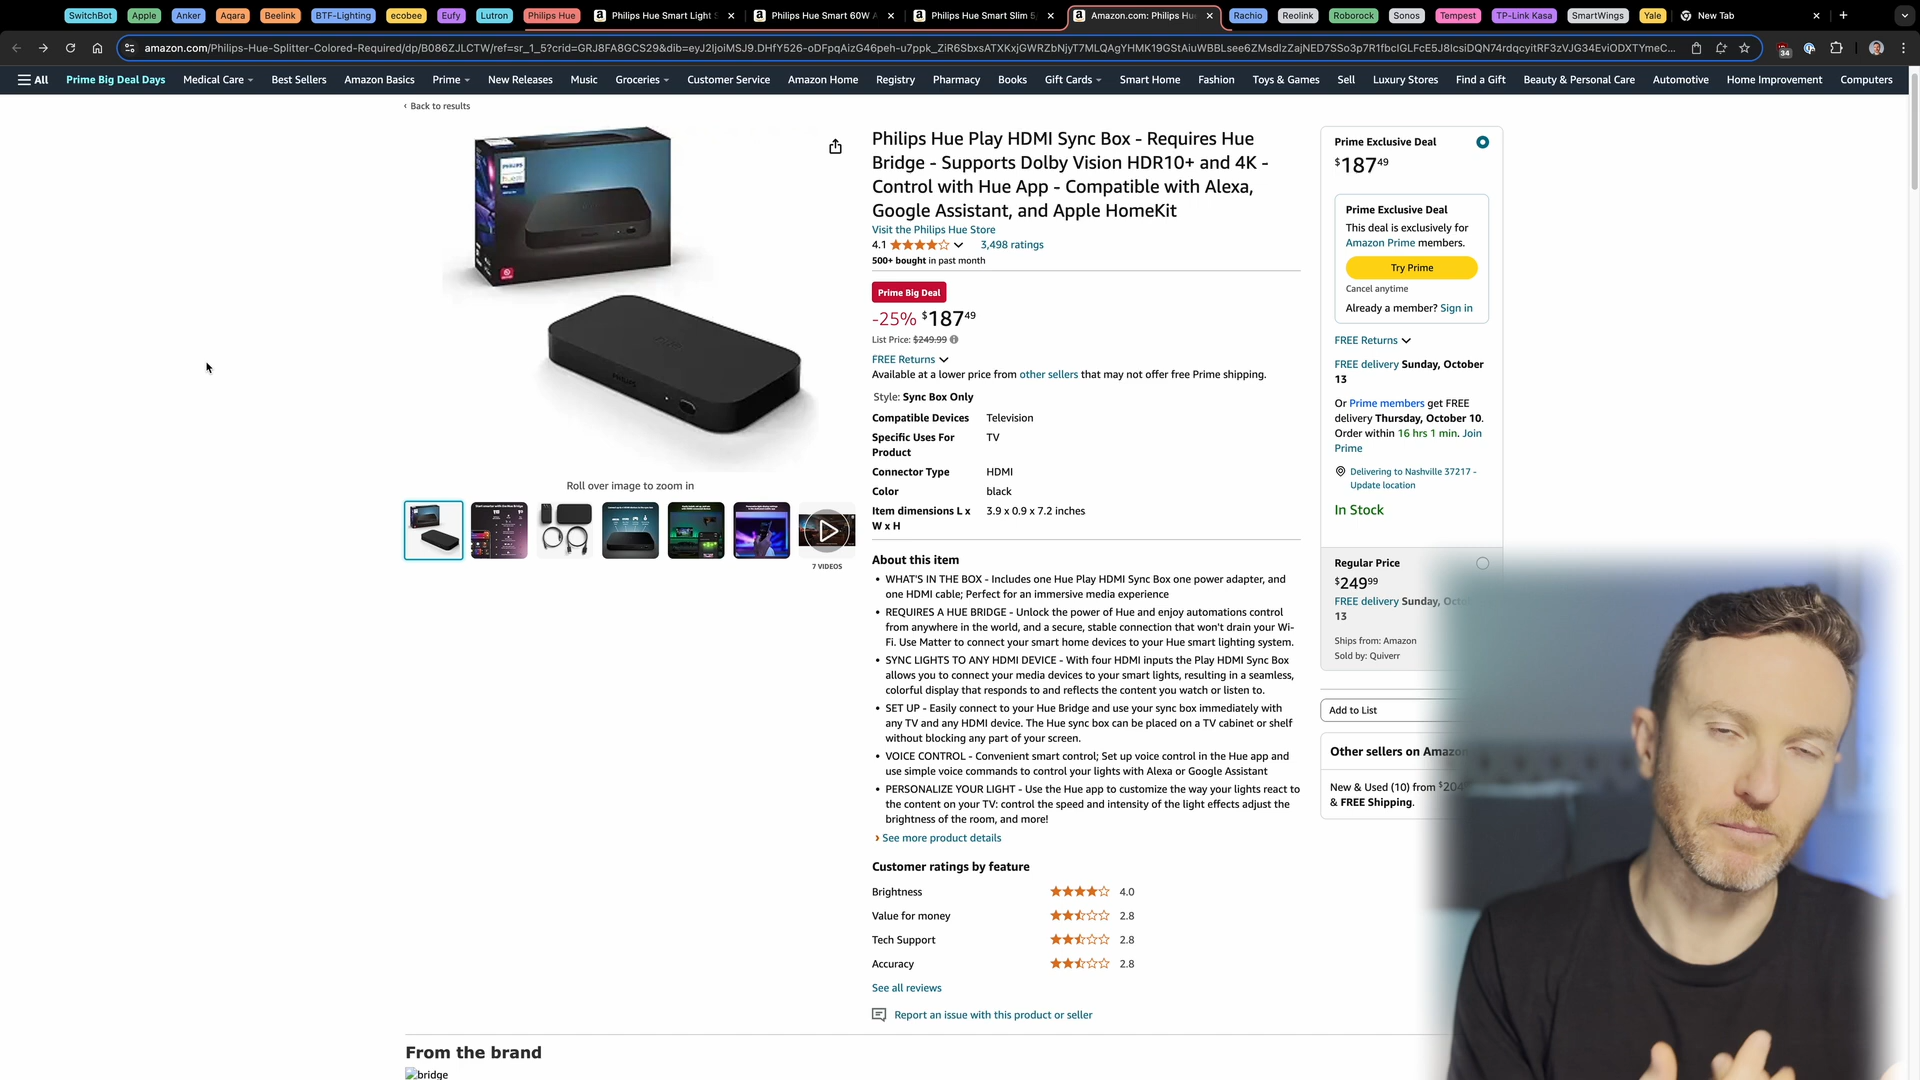 SwitchBot Apple Anker Aqara Beelink BTF-Lighting ecobee Eufy Lutron Philips Hue Philips Hue Smart Light S Philips Hue Smart 60W A Philips Hue Smart Slim 5 Amazon.com: Philips Hu Rachio Reolink Roborock Sonos Tempest TP-Link Kasa SmartWings Yale New Tab
34
All Prime Big Deal Days Medical Care Best Sellers Amazon Basics Prime New Releases Music Groceries Customer Service Amazon Home Registry Pharmacy Books Gift Cards Smart Home Fashion Toys & Games Sell Luxury Stores Find a Gift Beauty & Personal Care Automotive Home Improvement Computers
‹ Back to results
PHILIPS
Roll over image to zoom in
7 VIDEOS
Philips Hue Play HDMI Sync Box - Requires Hue
Bridge - Supports Dolby Vision HDR10+ and 4K -
Control with Hue App - Compatible with Alexa,
Google Assistant, and Apple HomeKit
Visit the Philips Hue Store
4.1 3,498 ratings
500+ bought in past month
Prime Big Deal
-25% $187 49
List Price: $249.99
FREE Returns
Available at a lower price from other sellers that may not offer free Prime shipping.
Style: Sync Box Only
Compatible Devices Television
Specific Uses For TV
Product
Connector Type HDMI
Color black
Item dimensions L x 3.9 x 0.9 x 7.2 inches
W x H
About this item
• WHAT'S IN THE BOX - Includes one Hue Play HDMI Sync Box one power adapter, and
one HDMI cable; Perfect for an immersive media experience
• REQUIRES A HUE BRIDGE - Unlock the power of Hue and enjoy automations control
from anywhere in the world, and a secure, stable connection that won't drain your Wi-
Fi. Use Matter to connect your smart home devices to your Hue smart lighting system.
• SYNC LIGHTS TO ANY HDMI DEVICE - With four HDMI inputs the Play HDMI Sync Box
allows you to connect your media devices to your smart lights, resulting in a seamless,
colorful display that responds to and reflects the content you watch or listen to.
• SET UP - Easily connect to your Hue Bridge and use your sync box immediately with
any TV and any HDMI device. The Hue sync box can be placed on a TV cabinet or shelf
without blocking any part of your screen.
• VOICE CONTROL - Convenient smart control; Set up voice control in the Hue app and
use simple voice commands to control your lights with Alexa or Google Assistant
• PERSONALIZE YOUR LIGHT - Use the Hue app to customize the way your lights react to
the content on your TV: control the speed and intensity of the light effects adjust the
brightness of the room, and more!
› See more product details
Customer ratings by feature
Brightness 4.0
Value for money 2.8
Tech Support 2.8
Accuracy 2.8
See all reviews
Report an issue with this product or seller
From the brand
bridge
Prime Exclusive Deal
$187 49
Prime Exclusive Deal
This deal is exclusively for
Amazon Prime members.
Try Prime
Cancel anytime
Already a member? Sign in
FREE Returns
FREE delivery Sunday, October
13
Or Prime members get FREE
delivery Thursday, October 10.
Order within 16 hrs 1 min. Join
Prime
Delivering to Nashville 37217 -
Update location
In Stock
Regular Price
$249 99
FREE delivery Sunday,
13
Ships from: Amazon
Sold by: Quiverr
Add to List
Other sellers on Amazon
New & Used (10) from $204
& FREE Shipping.